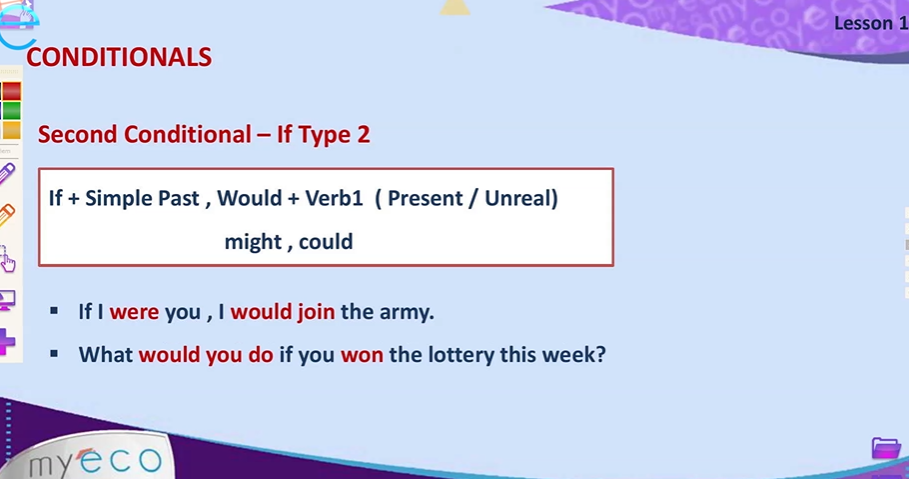 Lesson 1
CONDITIONALS
Second Conditional – If Type 2
If + Simple Past , Would + Verb1 ( Present / Unreal)
might , could
▪ If I were you , I would join the army.
▪ What would you do if you won the lottery this week?
myeco